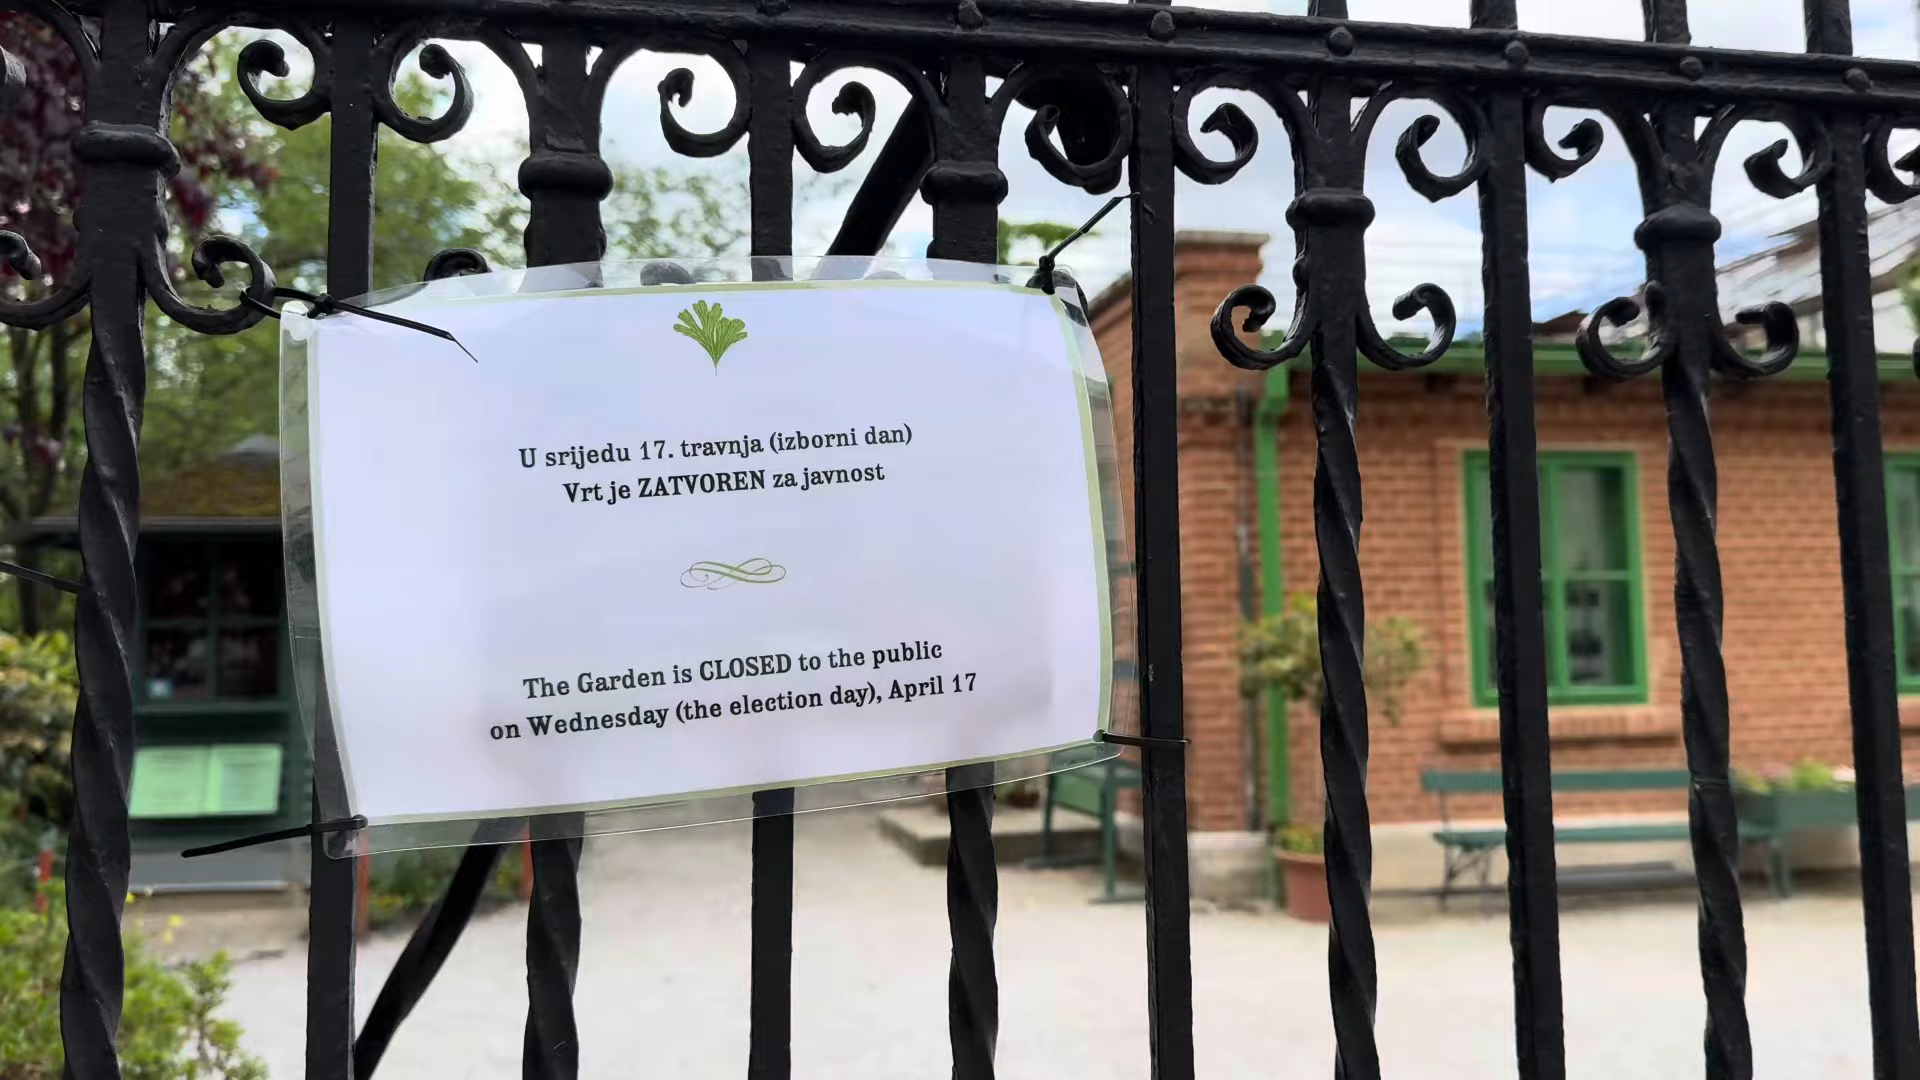 U srijedu 17. travnja (izborni dan)
Vrt je ZATVOREN za javnost
The Garden is CLOSED to the public
on Wednesday (the election day), April 17